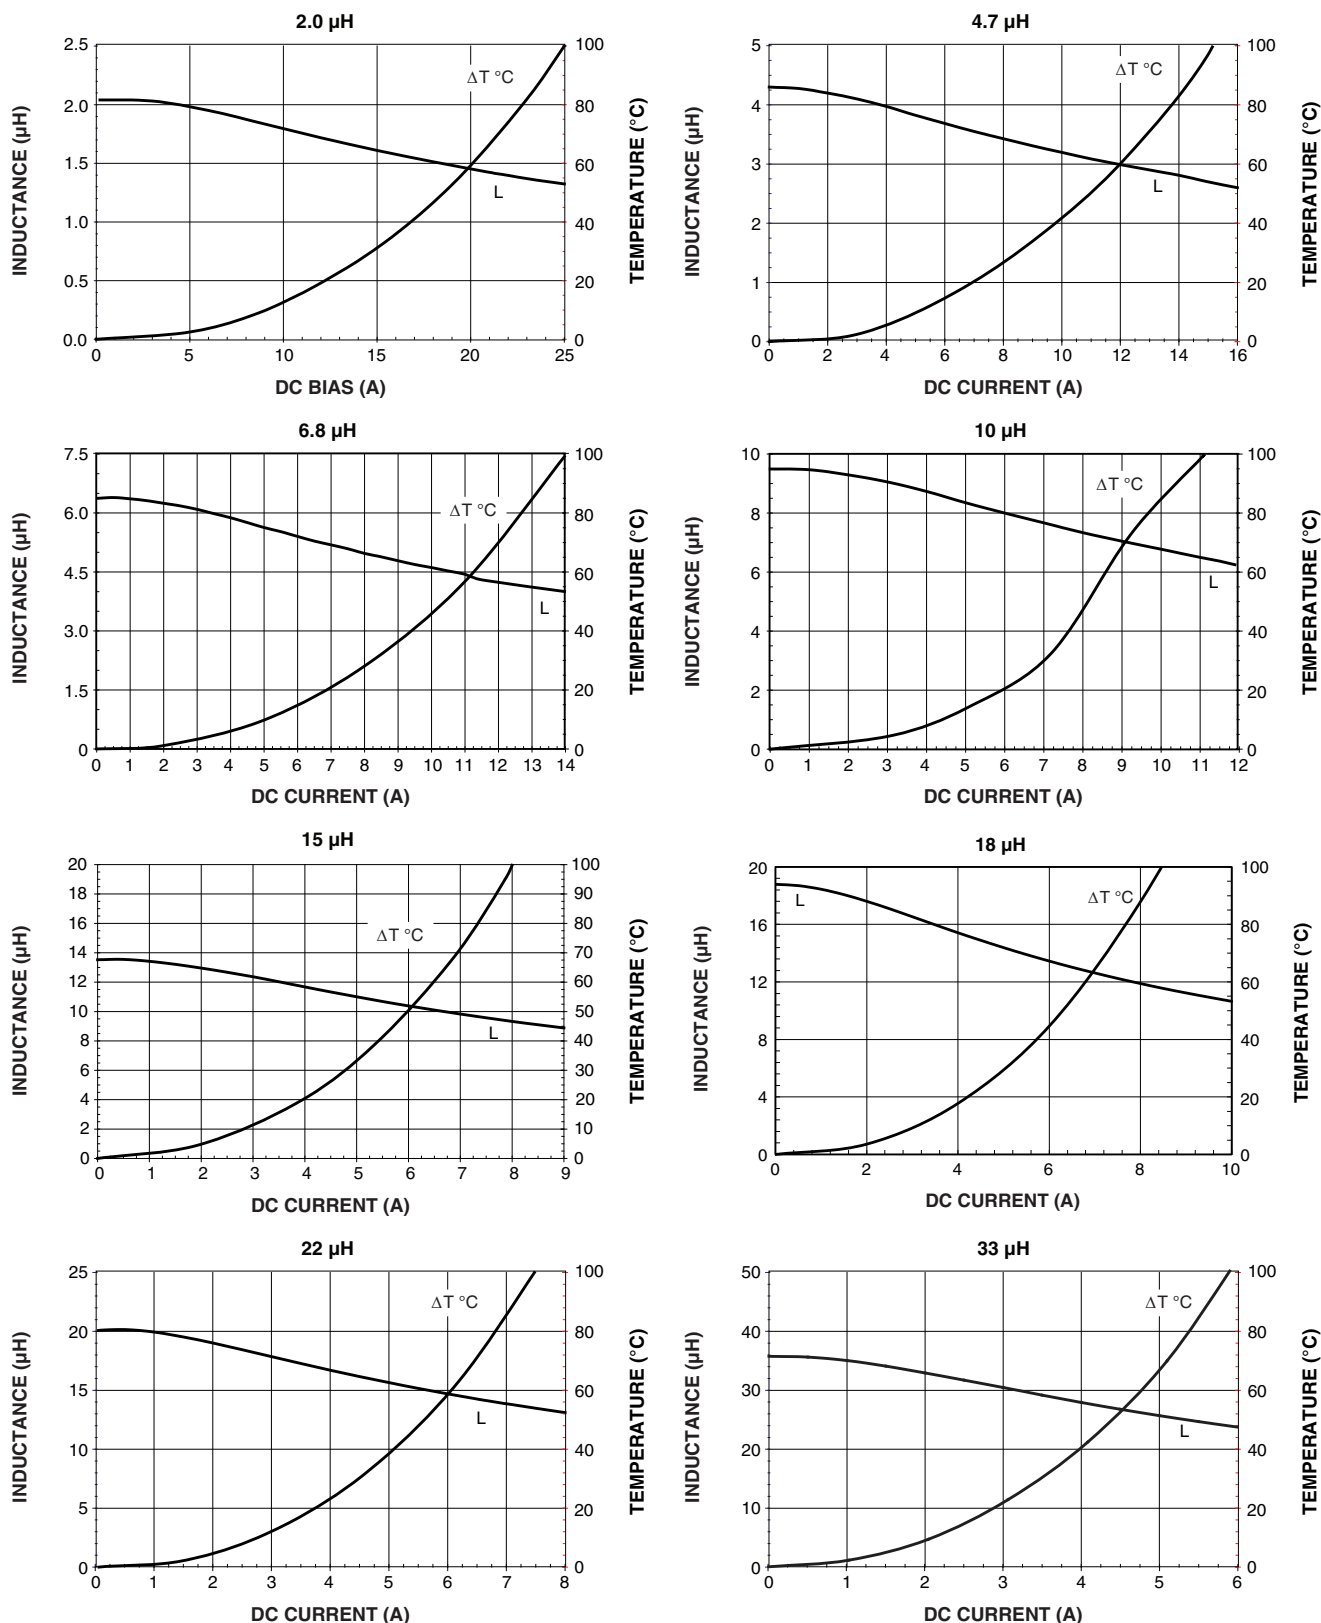 2.0 µH
INDUCTANCE (µH)
2.5
2.0
1.5
1.0
0.5
0.0
ΔT °C
L
100
80
60
40
20
0
TEMPERATURE (°C)
0 5 10 15 20 25
DC BIAS (A)
4.7 µH
INDUCTANCE (µH)
5
4
3
2
1
0
ΔT °C
L
100
80
60
40
20
0
TEMPERATURE (°C)
0 2 4 6 8 10 12 14 16
DC CURRENT (A)
6.8 µH
INDUCTANCE (µH)
7.5
6.0
4.5
3.0
1.5
0
ΔT °C
L
100
80
60
40
20
0
TEMPERATURE (°C)
0 1 2 3 4 5 6 7 8 9 10 11 12 13 14
DC CURRENT (A)
10 µH
INDUCTANCE (µH)
10
8
6
4
2
0
ΔT °C
L
100
80
60
40
20
0
TEMPERATURE (°C)
0 1 2 3 4 5 6 7 8 9 10 11 12
DC CURRENT (A)
15 µH
INDUCTANCE (µH)
20
18
16
14
12
10
8
6
4
2
0
ΔT °C
L
100
90
80
70
60
50
40
30
20
10
0
TEMPERATURE (°C)
0 1 2 3 4 5 6 7 8 9
DC CURRENT (A)
18 µH
INDUCTANCE (µH)
20
16
12
8
4
0
L
ΔT °C
100
80
60
40
20
0
TEMPERATURE (°C)
0 2 4 6 8 10
DC CURRENT (A)
22 µH
INDUCTANCE (µH)
25
20
15
10
5
0
ΔT °C
L
100
80
60
40
20
0
TEMPERATURE (°C)
0 1 2 3 4 5 6 7 8
DC CURRENT (A)
33 µH
INDUCTANCE (µH)
50
40
30
20
10
0
ΔT °C
L
100
80
60
40
20
0
TEMPERATURE (°C)
0 1 2 3 4 5 6
DC CURRENT (A)